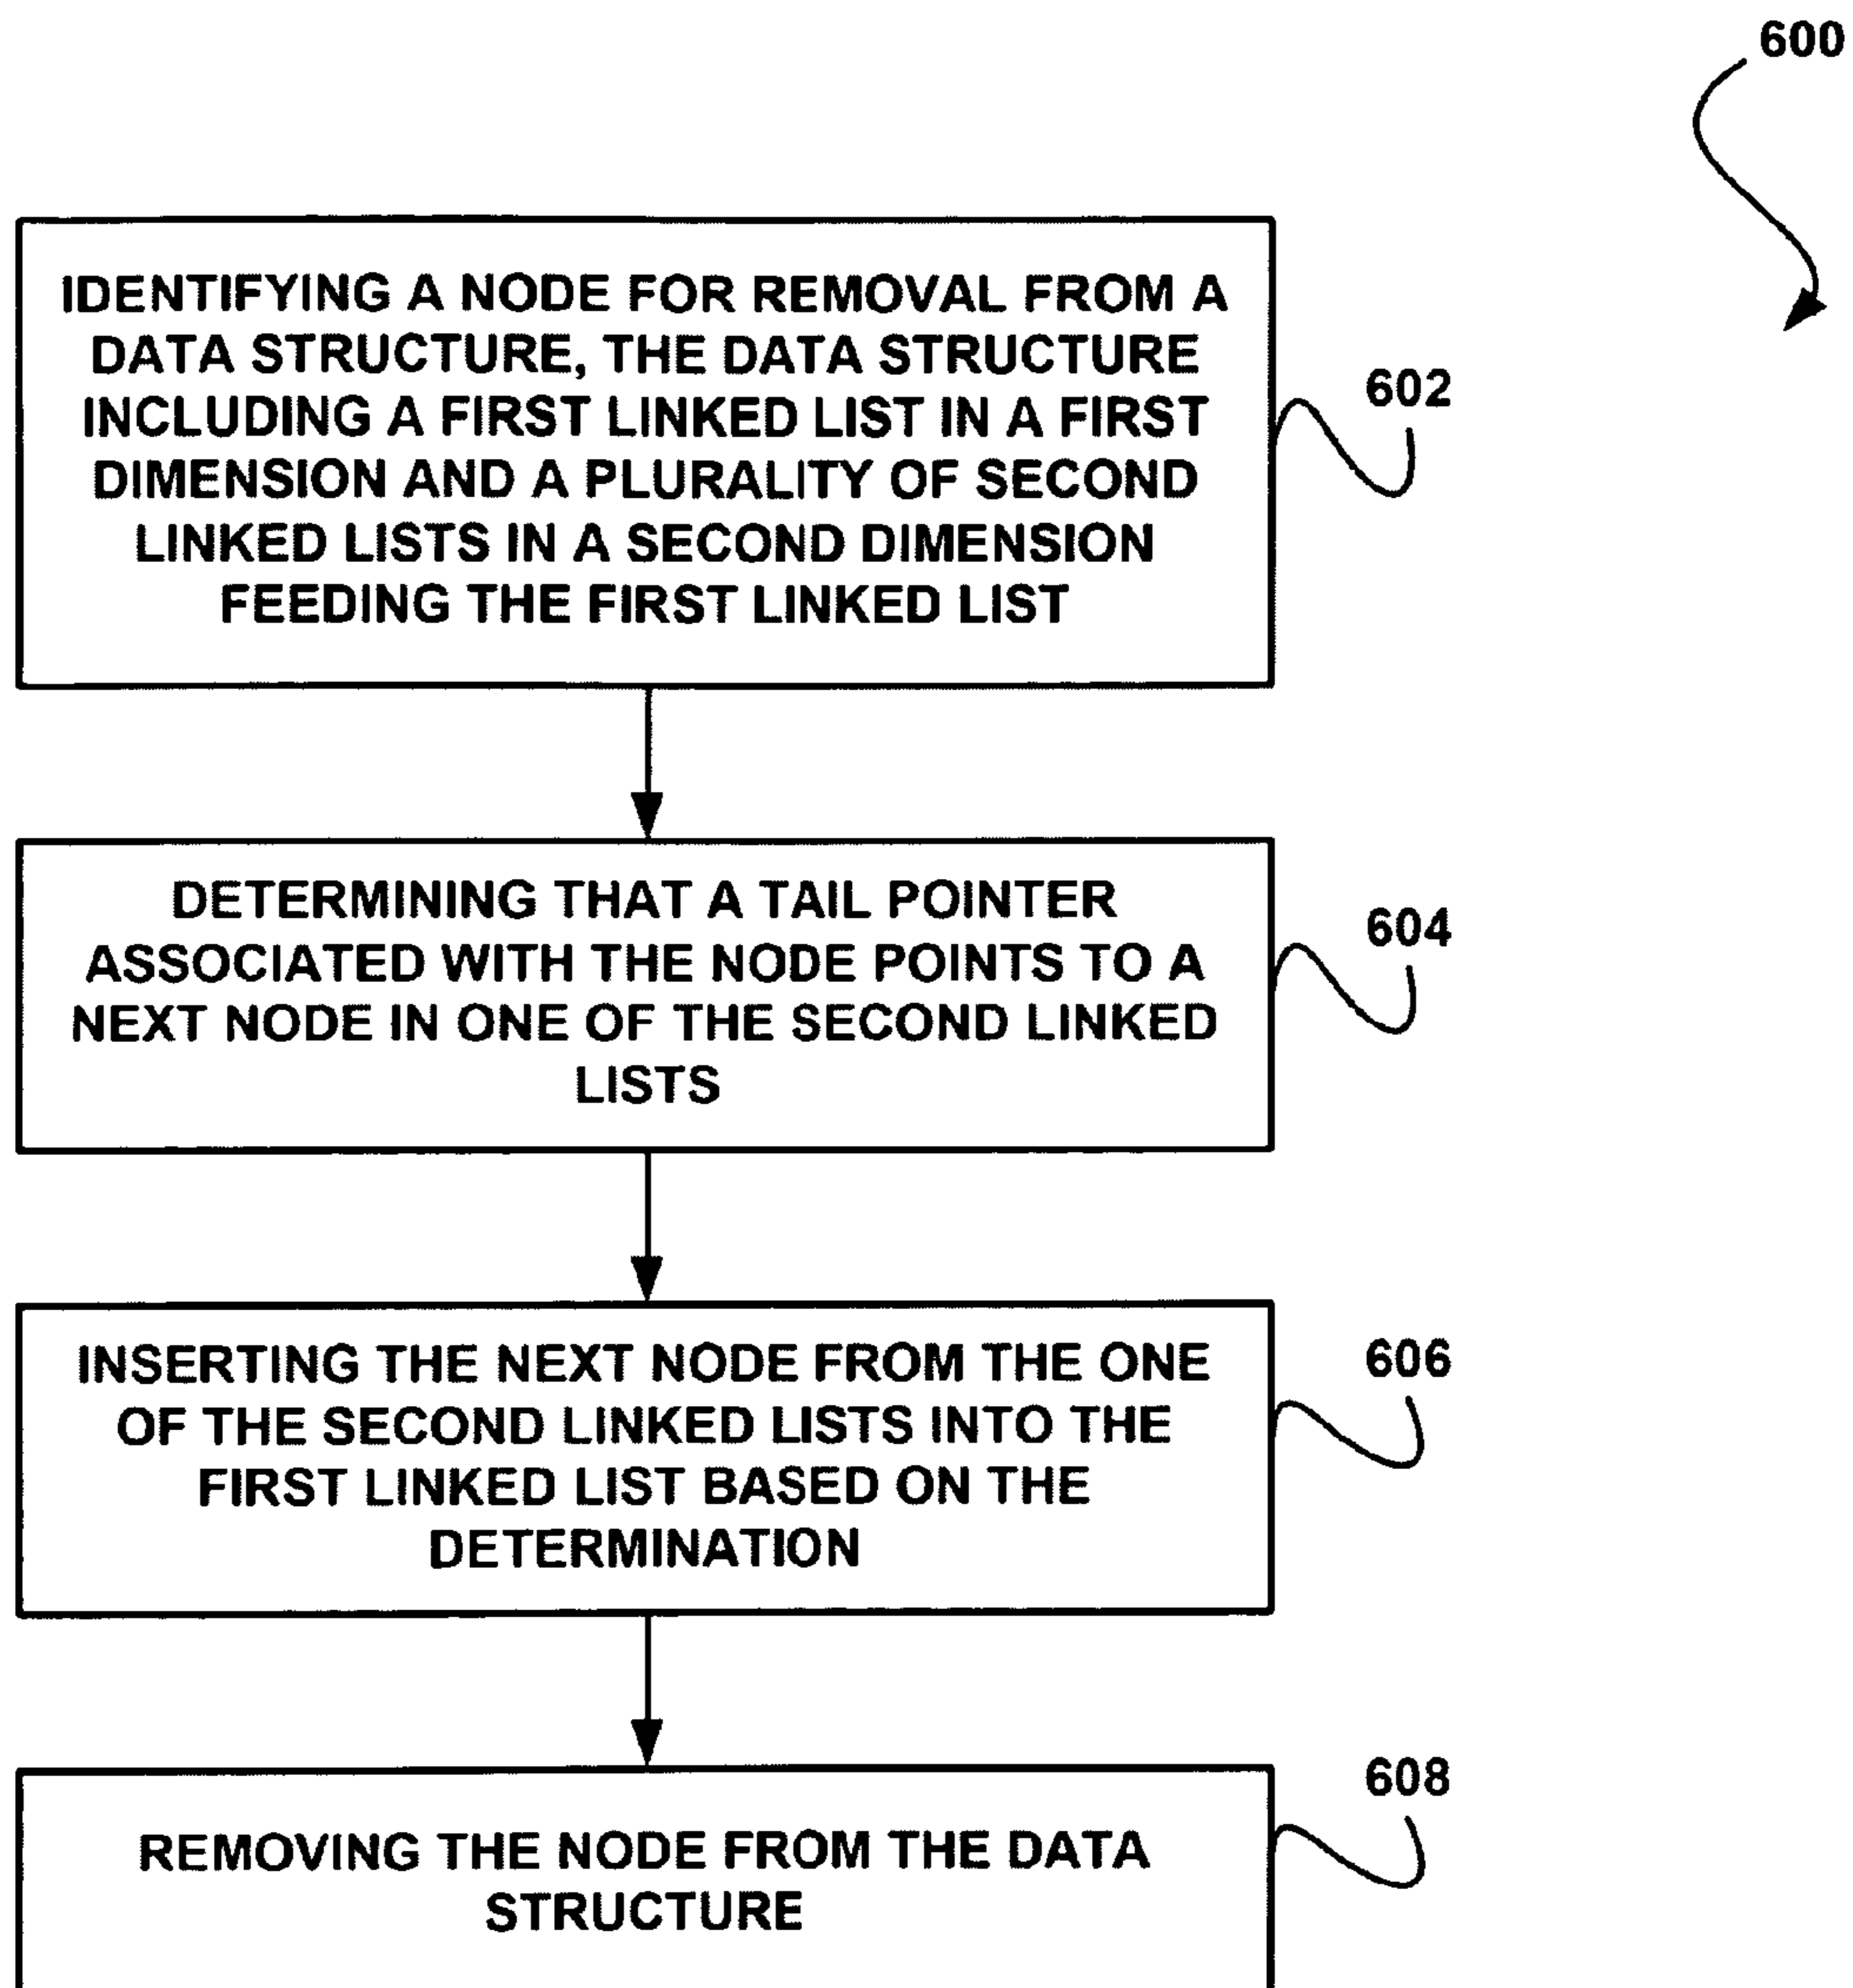 600
IDENTIFYING A NODE FOR REMOVAL FROM A
DATA STRUCTURE, THE DATA STRUCTURE
INCLUDING A FIRST LINKED LIST IN A FIRST
DIMENSION AND A PLURALITY OF SECOND
LINKED LISTS IN A SECOND DIMENSION
FEEDING THE FIRST LINKED LIST
602
DETERMINING THAT A TAIL POINTER
ASSOCIATED WITH THE NODE POINTS TO A
NEXT NODE IN ONE OF THE SECOND LINKED
LISTS
604
INSERTING THE NEXT NODE FROM THE ONE
OF THE SECOND LINKED LISTS INTO THE
FIRST LINKED LIST BASED ON THE
DETERMINATION
606
REMOVING THE NODE FROM THE DATA
STRUCTURE
608